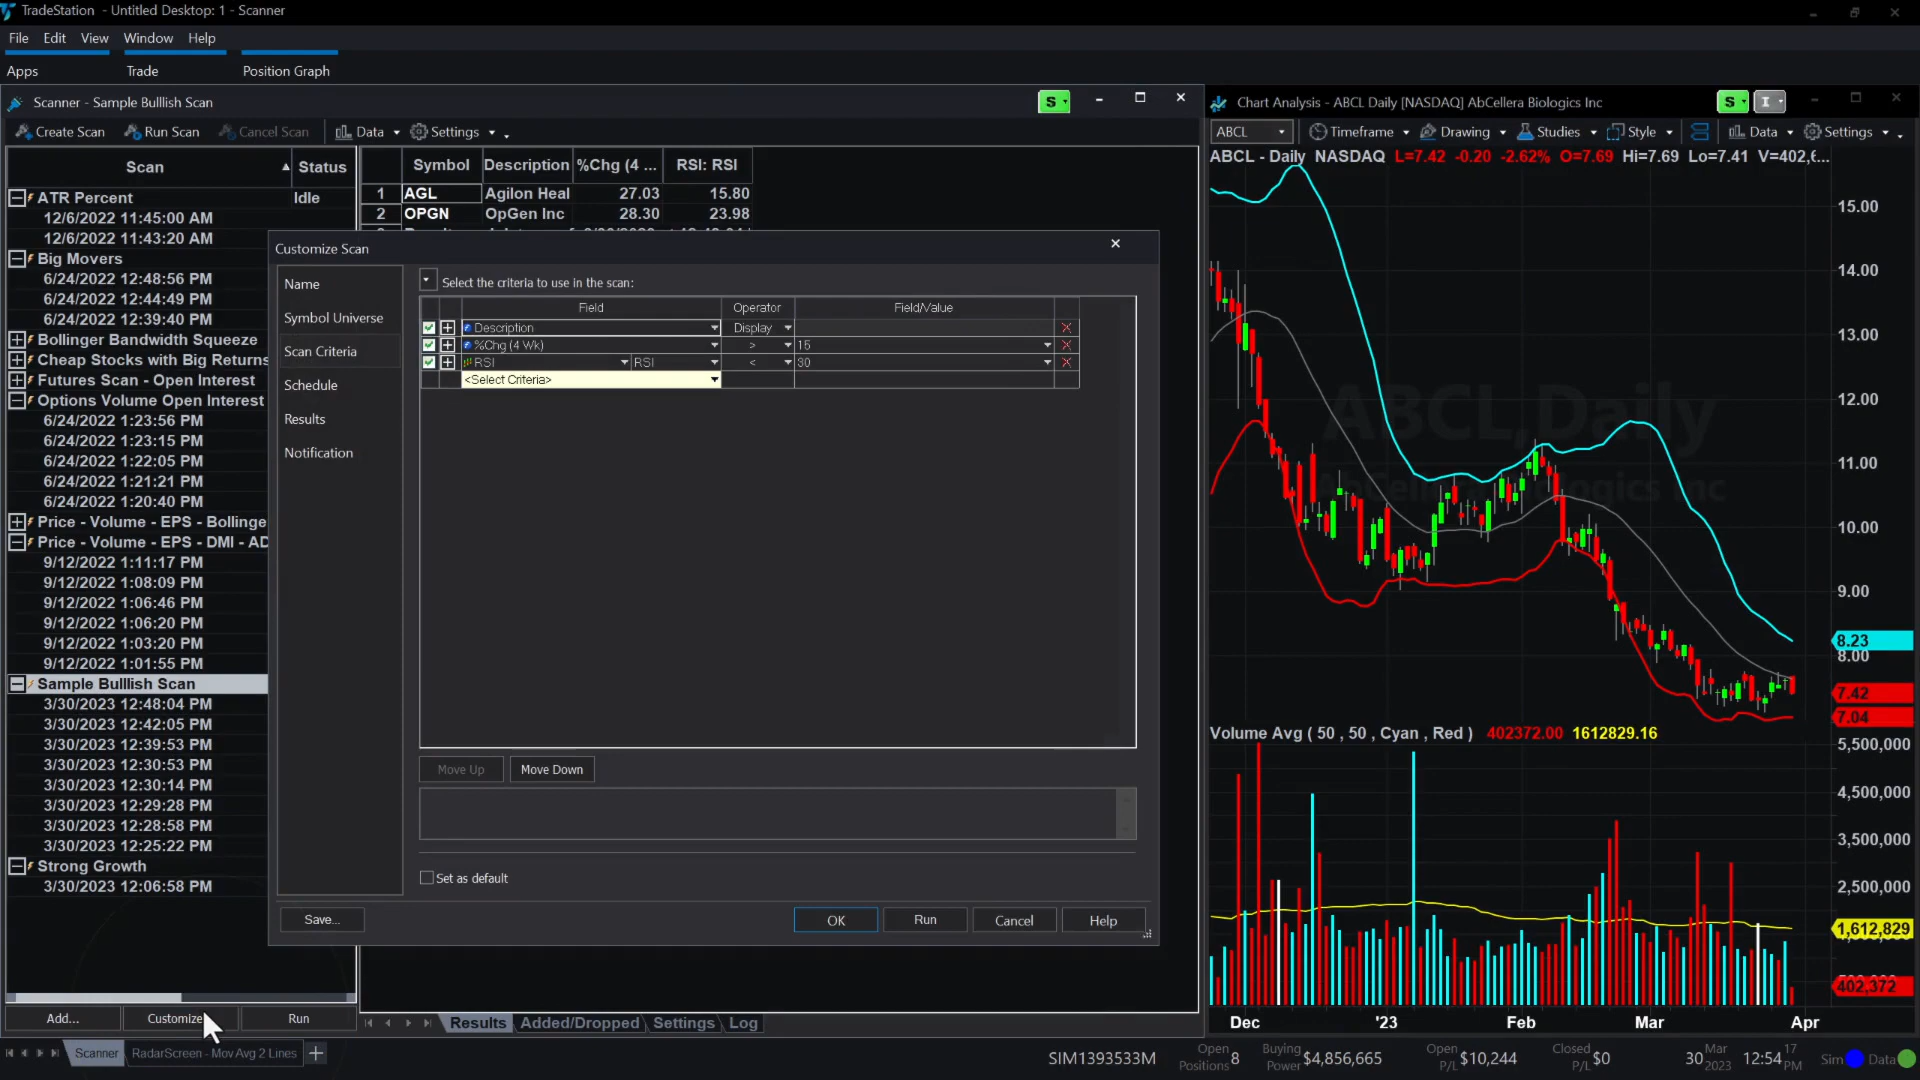 TradeStation - Untitled Desktop: 1 - Scanner
File Edit View Window Help
Apps Trade Position Graph
Scanner - Sample Bulllish Scan
S
Create Scan Run Scan Cancel Scan Data Settings
Scan Status
ATR Percent Idle
12/6/2022 11:45:00 AM
12/6/2022 11:43:20 AM
Big Movers
6/24/2022 12:48:56 PM
6/24/2022 12:44:49 PM
6/24/2022 12:39:40 PM
Bollinger Bandwidth Squeeze
Cheap Stocks with Big Returns
Futures Scan - Open Interest
Options Volume Open Interest
6/24/2022 1:23:56 PM
6/24/2022 1:23:15 PM
6/24/2022 1:22:05 PM
6/24/2022 1:21:21 PM
6/24/2022 1:20:40 PM
Price - Volume - EPS - Bollinge
Price - Volume - EPS - DMI - AD
9/12/2022 1:11:17 PM
9/12/2022 1:08:09 PM
9/12/2022 1:06:46 PM
9/12/2022 1:06:20 PM
9/12/2022 1:03:20 PM
9/12/2022 1:01:55 PM
Sample Bulllish Scan
3/30/2023 12:48:04 PM
3/30/2023 12:42:05 PM
3/30/2023 12:39:53 PM
3/30/2023 12:30:53 PM
3/30/2023 12:30:14 PM
3/30/2023 12:29:28 PM
3/30/2023 12:28:58 PM
3/30/2023 12:25:22 PM
Strong Growth
3/30/2023 12:06:58 PM
Add... Customize Run
Symbol Description %Chg (4 ... RSI: RSI
1 AGL Agilon Heal 27.03 15.80
2 OPGN OpGen Inc 28.30 23.98
Customize Scan
Name
Symbol Universe
Scan Criteria
Schedule
Results
Notification
Select the criteria to use in the scan:
Field Operator Field/Value
Description Display
%Chg (4 Wk) > 15
RSI RSI < 30
<Select Criteria>
Move Up Move Down
Set as default
Save... OK Run Cancel Help
Results Added/Dropped Settings Log
Chart Analysis - ABCL Daily [NASDAQ] AbCellera Biologics Inc
S I
ABCL Timeframe Drawing Studies Style Data Settings
ABCL - Daily NASDAQ L=7.42 -0.20 -2.62% O=7.69 Hi=7.69 Lo=7.41 V=402,6...
ABCL,Daily
AbCellera Biologics Inc
15.00
14.00
13.00
12.00
11.00
10.00
9.00
8.23
8.00
7.42
7.04
Volume Avg ( 50 , 50 , Cyan , Red ) 402372.00 1612829.16
5,500,000
4,500,000
3,500,000
2,500,000
1,612,829
402,372
Dec '23 Feb Mar Apr
Scanner RadarScreen - Mov Avg 2 Lines
SIM1393533M Open Positions 8 Buying Power $4,856,665 Open P/L $10,244 Closed P/L $0 30 Mar 2023 12:54 17 PM Sim Data